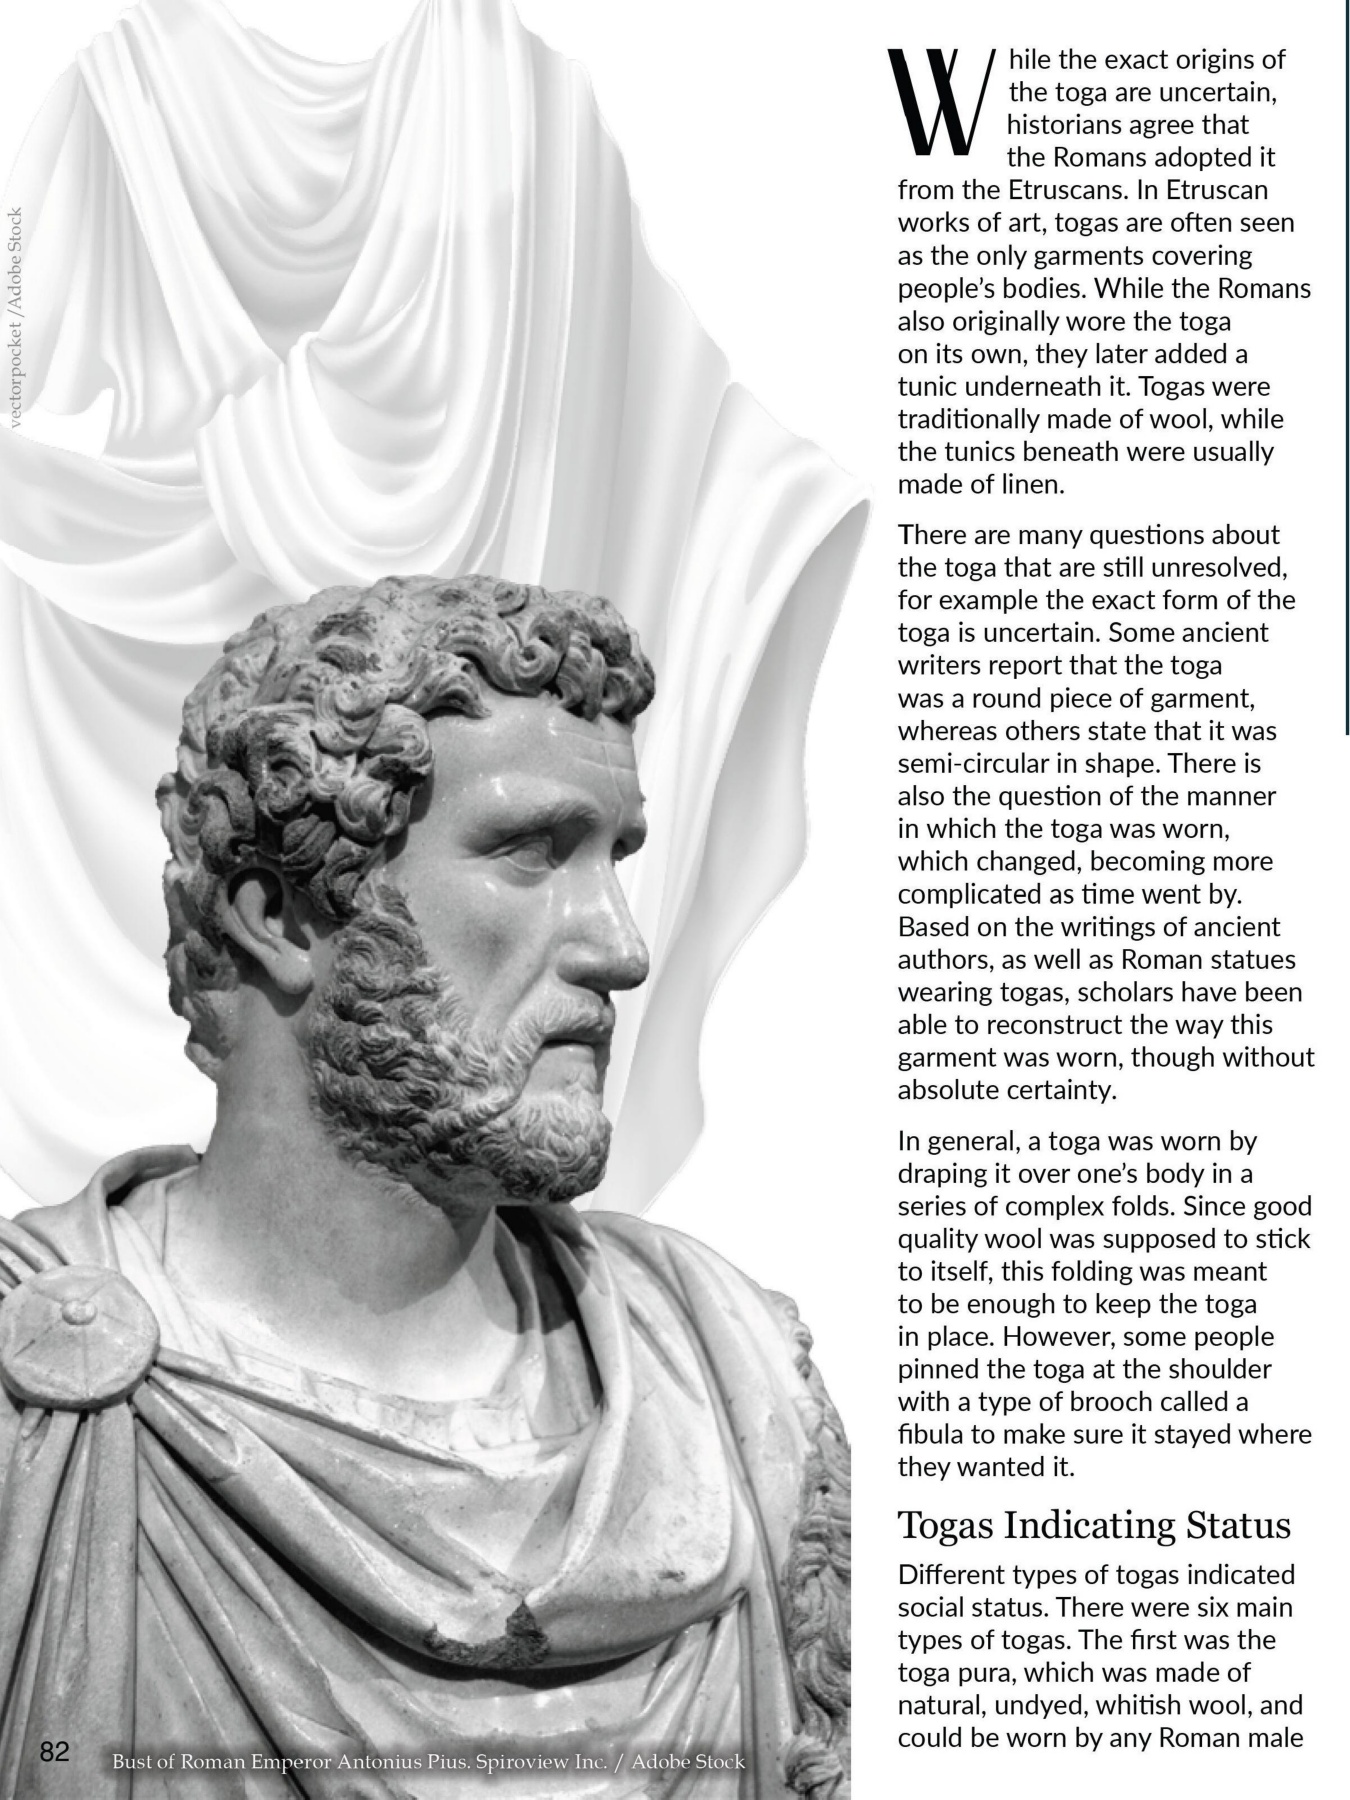 While the exact origins of
the toga are uncertain,
historians agree that
the Romans adopted it
from the Etruscans. In Etruscan
works of art, togas are often seen
as the only garments covering
people’s bodies. While the Romans
also originally wore the toga
on its own, they later added a
tunic underneath it. Togas were
traditionally made of wool, while
the tunics beneath were usually
made of linen.
There are many questions about
the toga that are still unresolved,
for example the exact form of the
toga is uncertain. Some ancient
writers report that the toga
was a round piece of garment,
whereas others state that it was
semi-circular in shape. There is
also the question of the manner
in which the toga was worn,
which changed, becoming more
complicated as time went by.
Based on the writings of ancient
authors, as well as Roman statues
wearing togas, scholars have been
able to reconstruct the way this
garment was worn, though without
absolute certainty.
In general, a toga was worn by
draping it over one’s body in a
series of complex folds. Since good
quality wool was supposed to stick
to itself, this folding was meant
to be enough to keep the toga
in place. However, some people
pinned the toga at the shoulder
with a type of brooch called a
fibula to make sure it stayed where
they wanted it.
Togas Indicating Status
Different types of togas indicated
social status. There were six main
types of togas. The first was the
toga pura, which was made of
natural, undyed, whitish wool, and
could be worn by any Roman male
vectorpocket /Adobe Stock
82
Bust of Roman Emperor Antonius Pius. Spiroview Inc. / Adobe Stock